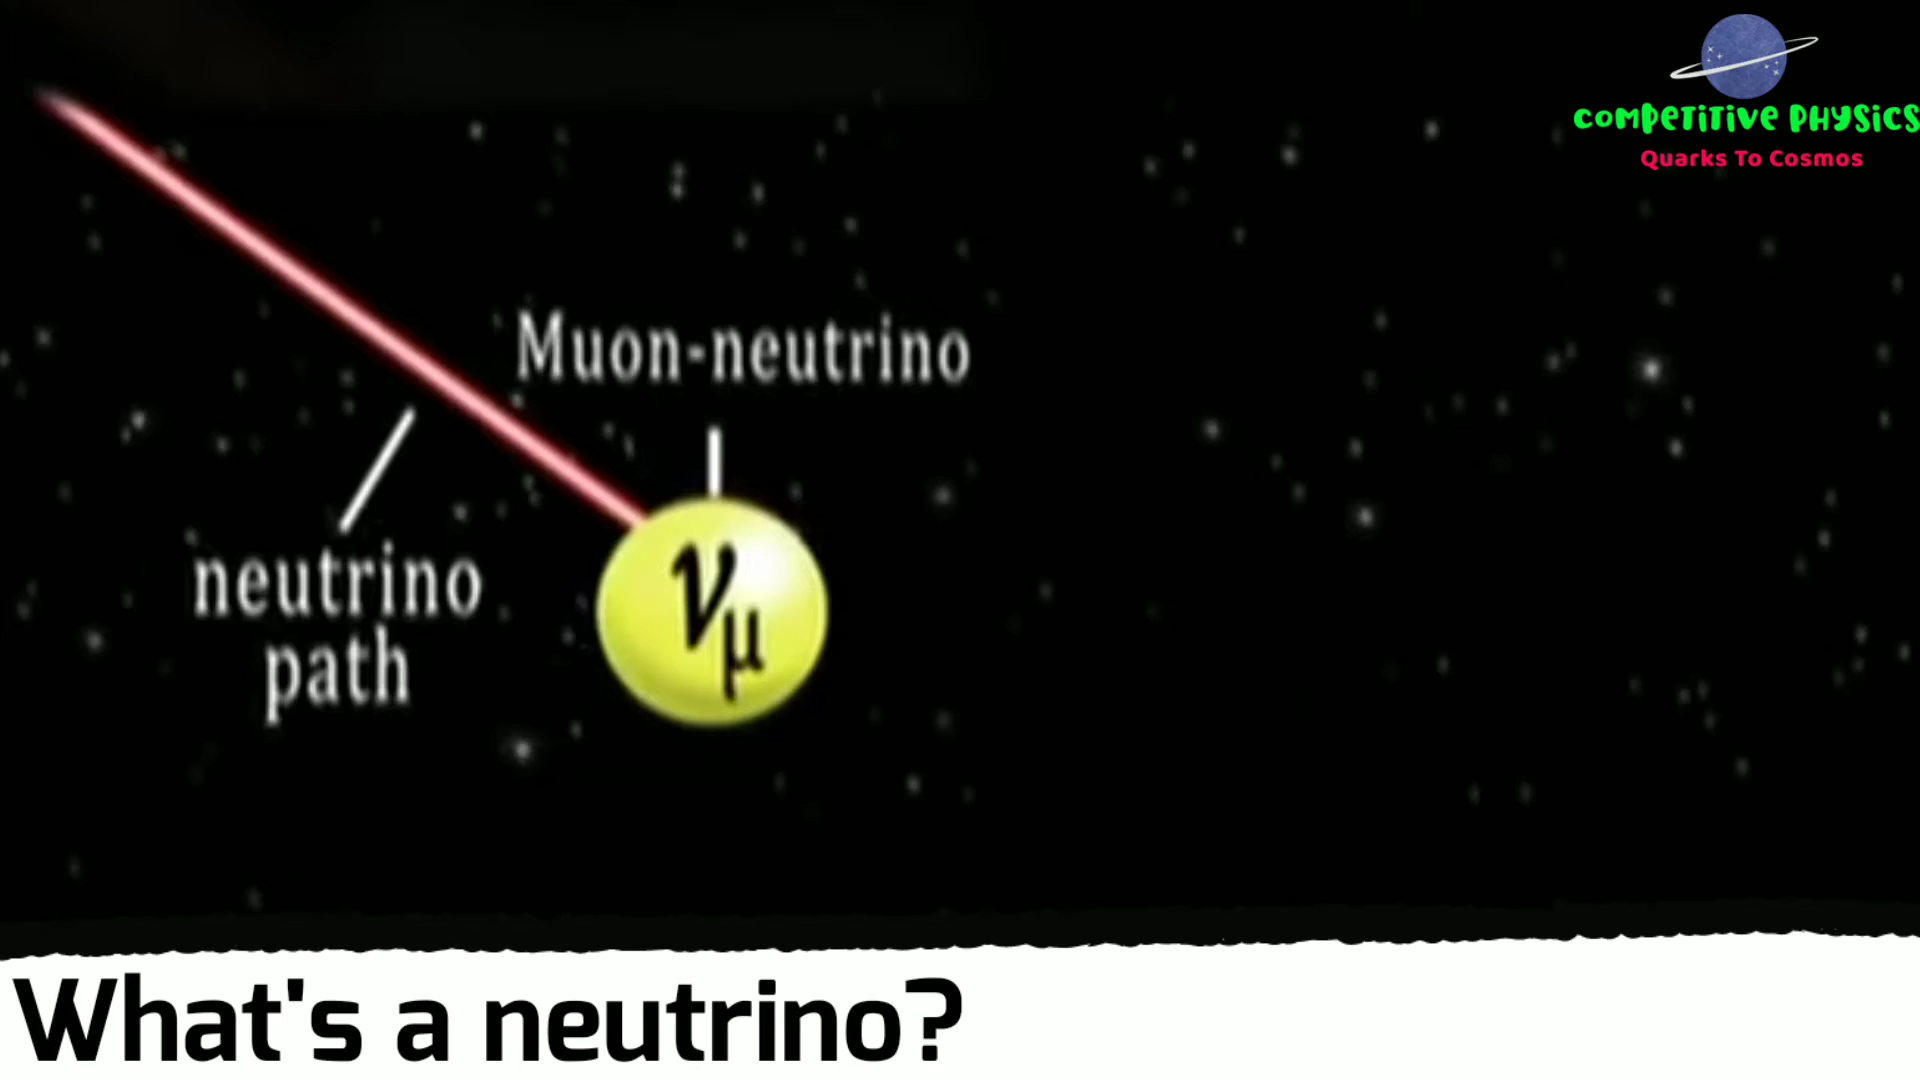 COMPETITIVE PHYSICS
Quarks To Cosmos
Muon-neutrino
neutrino
path
νμ
What's a neutrino?